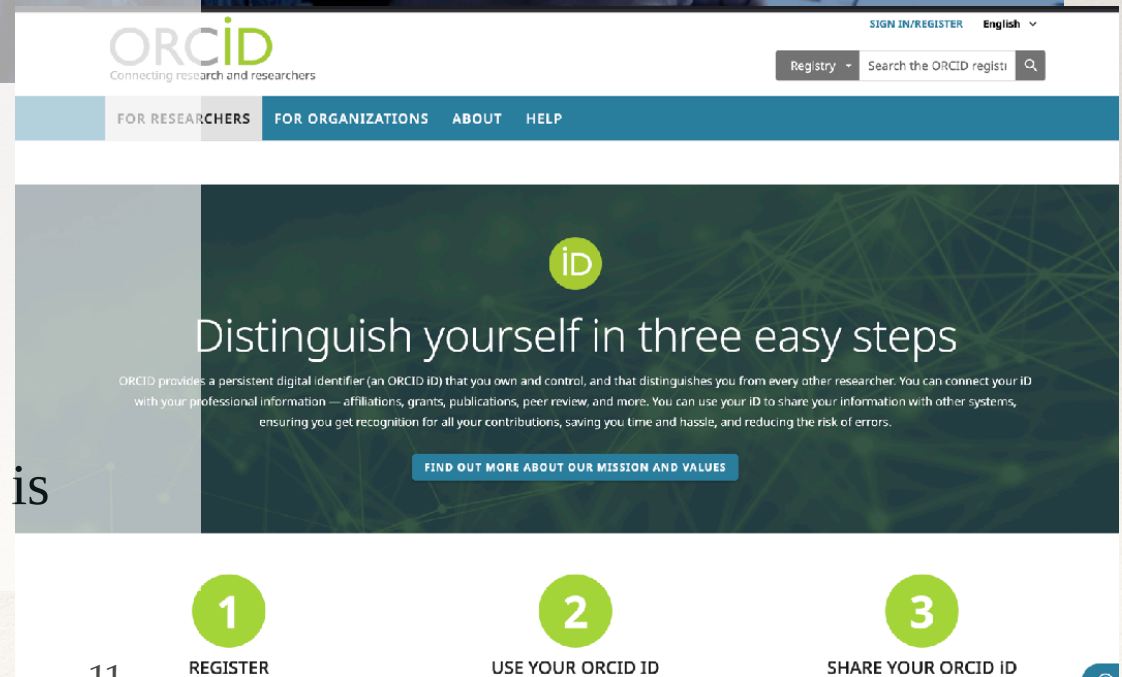 SIGN IN/REGISTER English
ORCiD
Connecting research and researchers
Registry Search the ORCID regist
FOR RESEARCHERS FOR ORGANIZATIONS ABOUT HELP
iD
Distinguish yourself in three easy steps
ORCID provides a persistent digital identifier (an ORCID iD) that you own and control, and that distinguishes you from every other researcher. You can connect your iD
with your professional information — affiliations, grants, publications, peer review, and more. You can use your iD to share your information with other systems,
ensuring you get recognition for all your contributions, saving you time and hassle, and reducing the risk of errors.
FIND OUT MORE ABOUT OUR MISSION AND VALUES
is
1 2 3
REGISTER USE YOUR ORCID ID SHARE YOUR ORCID iD
11